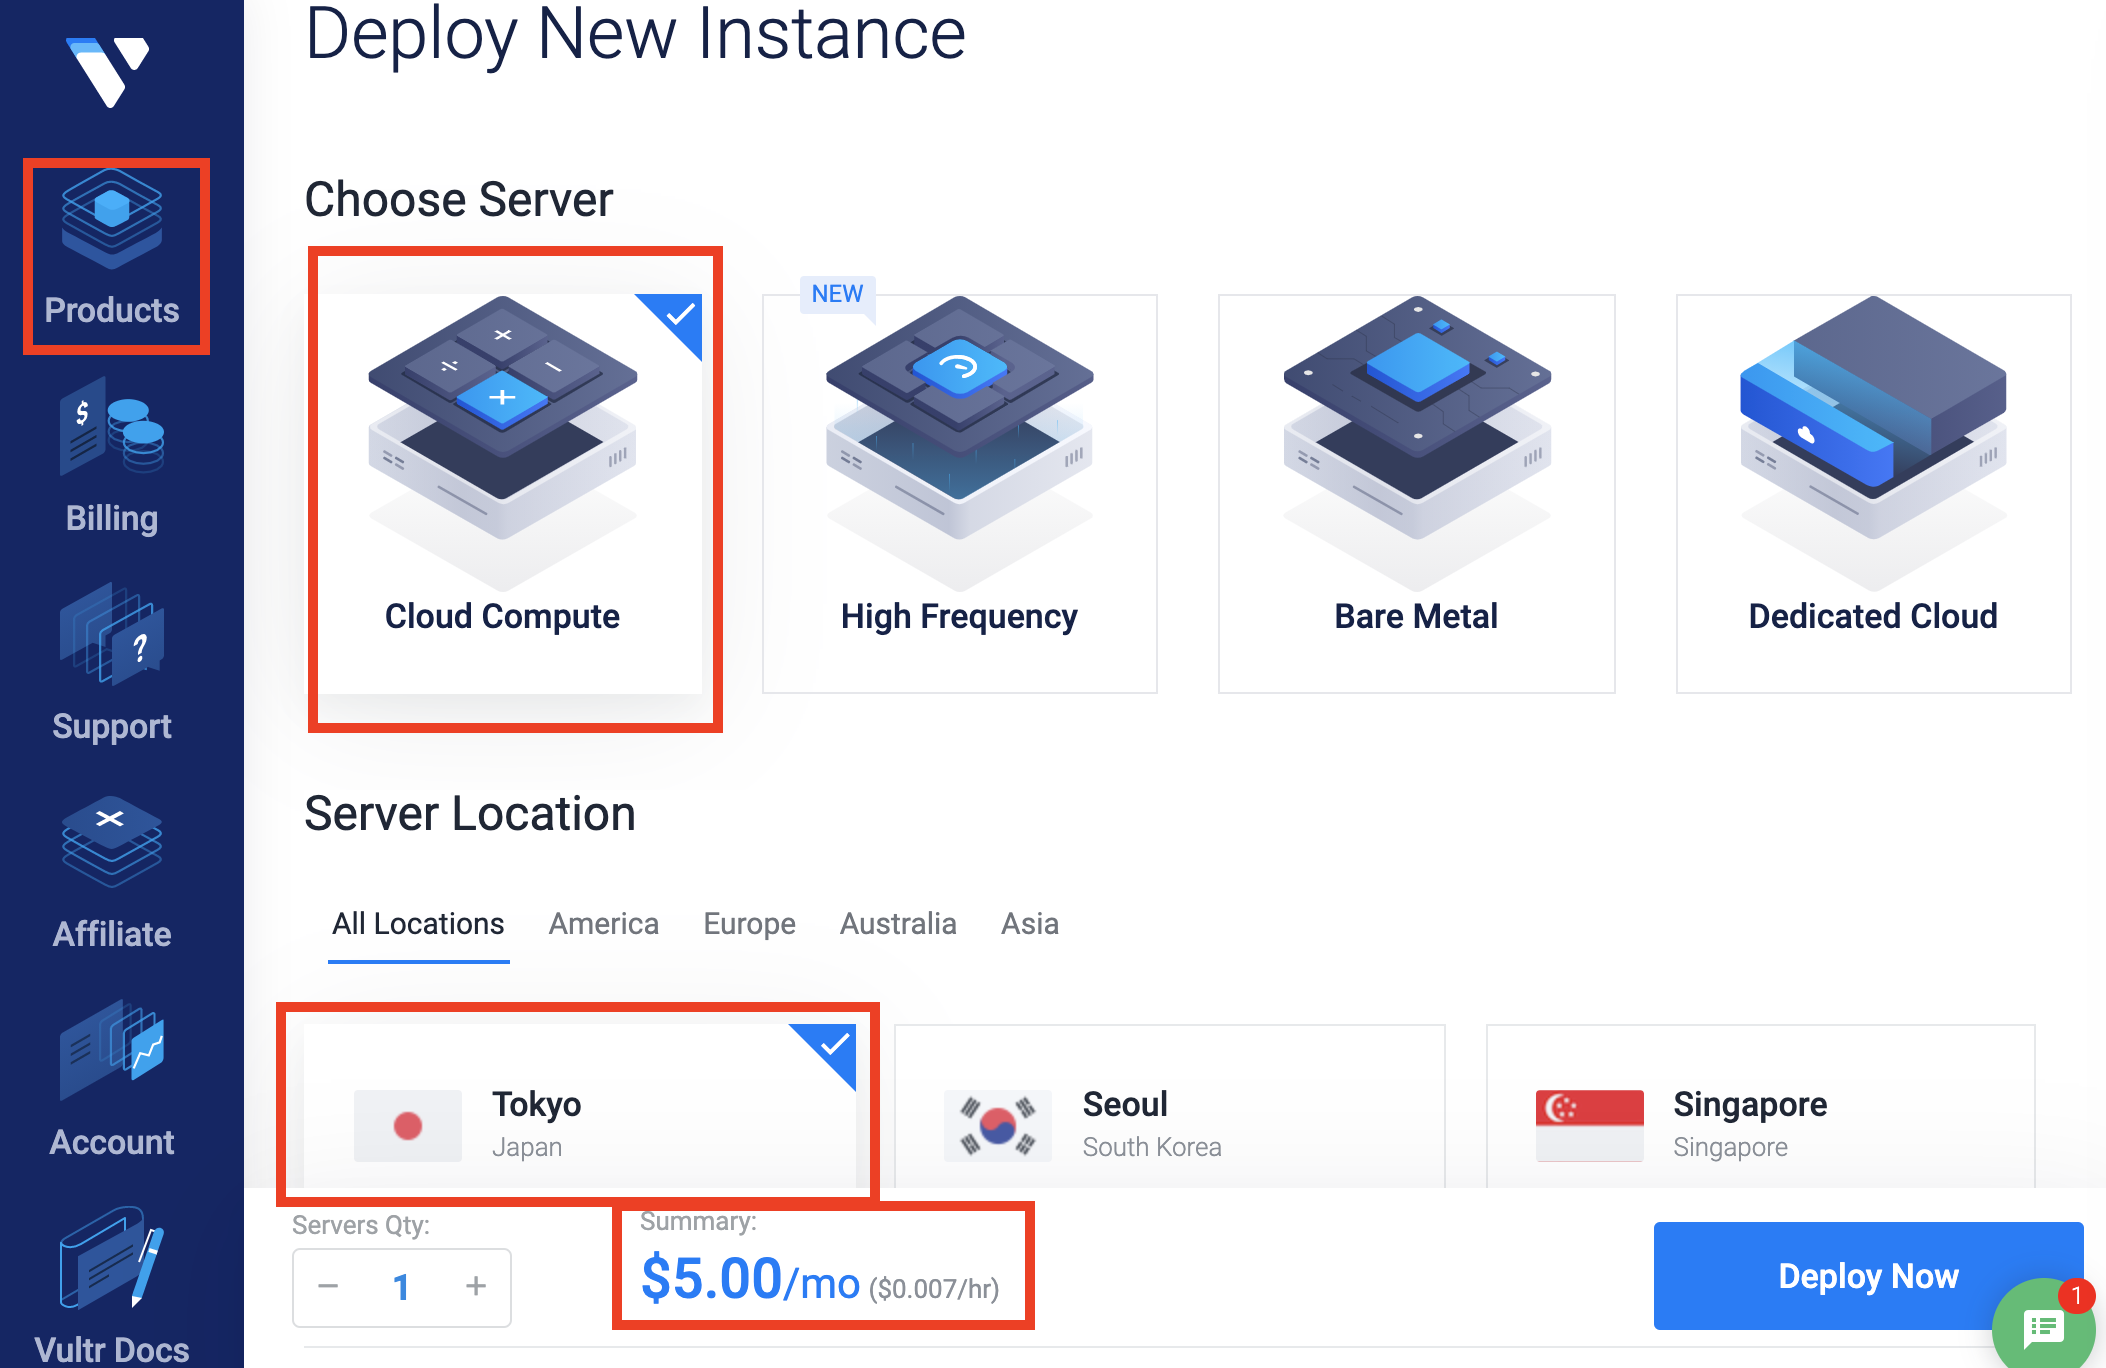 Deploy New Instance
Products
Billing
Support
Affiliate
Account
Vultr Docs
Choose Server
NEW
Cloud Compute
High Frequency
Bare Metal
Dedicated Cloud
Server Location
All Locations America Europe Australia Asia
Tokyo
Japan
Seoul
South Korea
Singapore
Singapore
Servers Qty:
− 1 +
Summary:
$5.00/mo ($0.007/hr)
Deploy Now
1